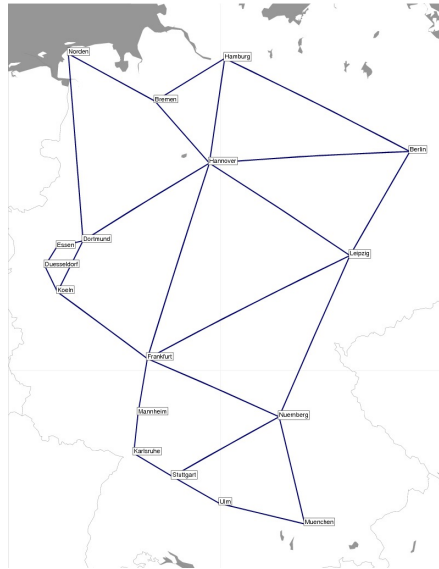 Norden
Hamburg
Bremen
Berlin
Hannover
Dortmund
Essen
Leipzig
Duesseldorf
Koeln
Frankfurt
Mannheim
Nuernberg
Karlsruhe
Stuttgart
Ulm
Muenchen